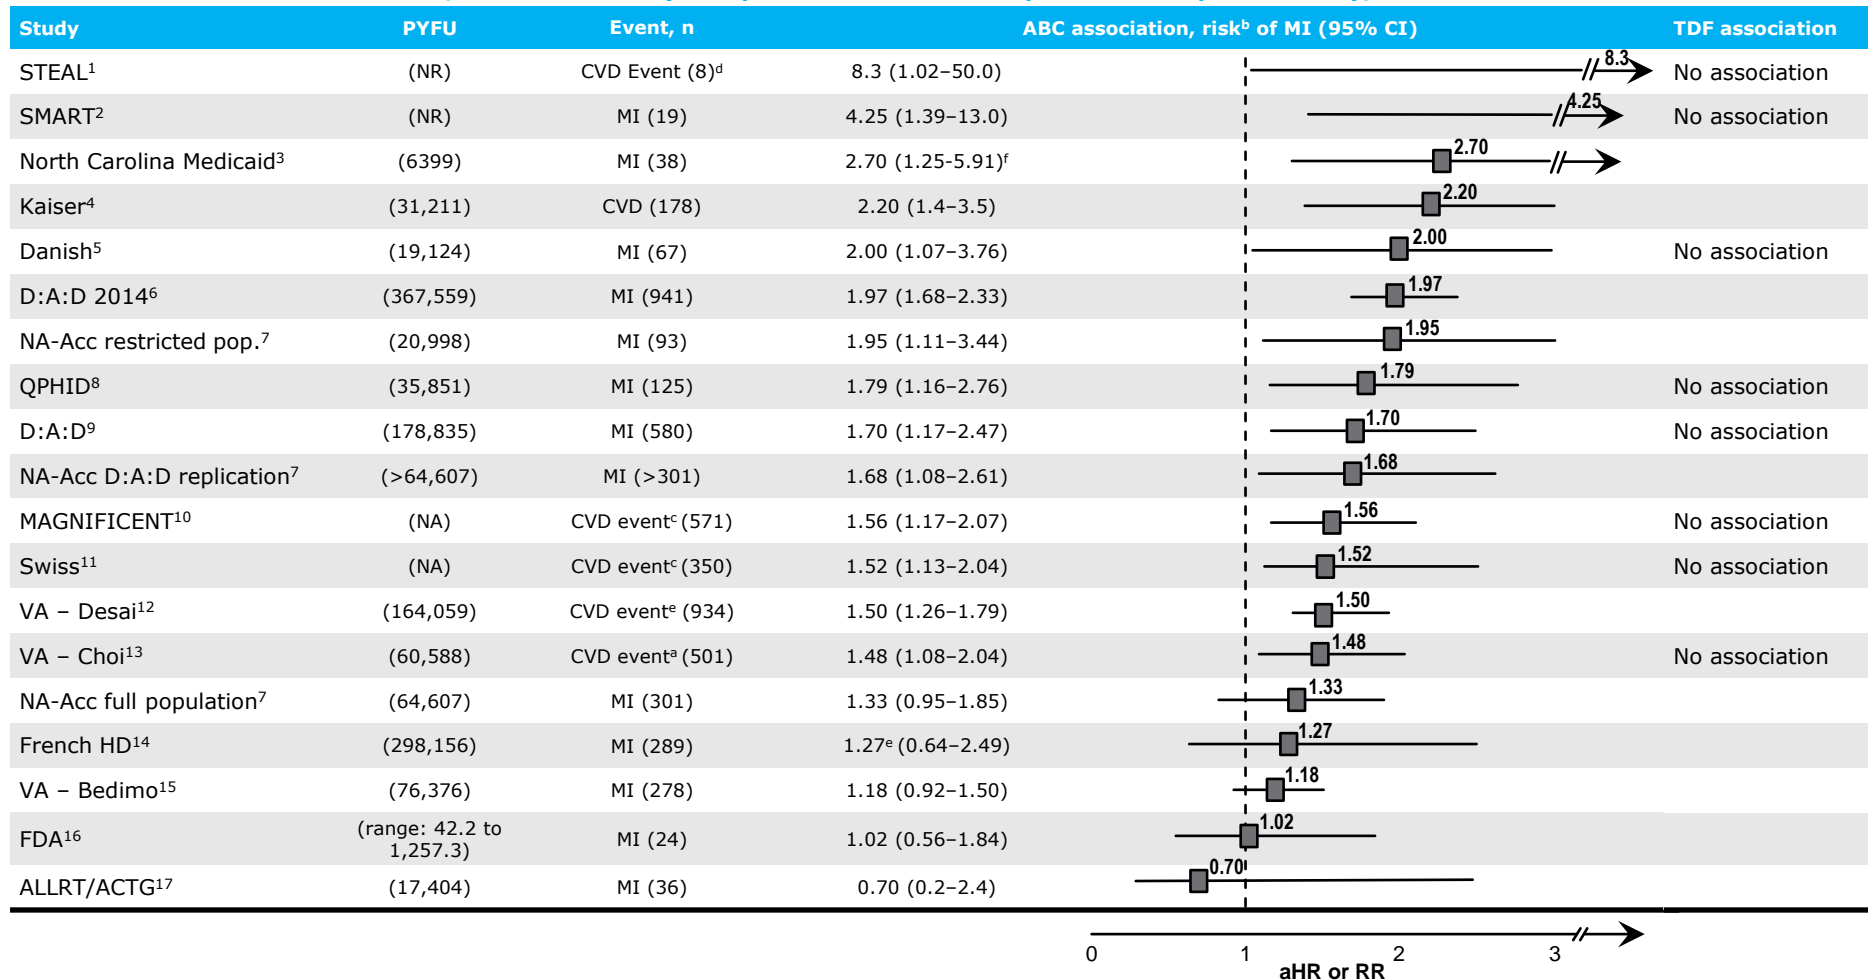 Study PYFU Event, n ABC association, riskᵇ of MI (95% CI) TDF association
STEAL¹ (NR) CVD Event (8)ᵈ 8.3 (1.02–50.0) 8.3 No association
SMART² (NR) MI (19) 4.25 (1.39–13.0) 4.25 No association
North Carolina Medicaid³ (6399) MI (38) 2.70 (1.25-5.91)ᶠ 2.70
Kaiser⁴ (31,211) CVD (178) 2.20 (1.4–3.5) 2.20
Danish⁵ (19,124) MI (67) 2.00 (1.07–3.76) 2.00 No association
D:A:D 2014⁶ (367,559) MI (941) 1.97 (1.68–2.33) 1.97
NA-Acc restricted pop.⁷ (20,998) MI (93) 1.95 (1.11–3.44) 1.95
QPHID⁸ (35,851) MI (125) 1.79 (1.16–2.76) 1.79 No association
D:A:D⁹ (178,835) MI (580) 1.70 (1.17–2.47) 1.70 No association
NA-Acc D:A:D replication⁷ (>64,607) MI (>301) 1.68 (1.08–2.61) 1.68
MAGNIFICENT¹⁰ (NA) CVD eventᶜ (571) 1.56 (1.17–2.07) 1.56 No association
Swiss¹¹ (NA) CVD eventᶜ (350) 1.52 (1.13–2.04) 1.52 No association
VA – Desai¹² (164,059) CVD eventᵉ (934) 1.50 (1.26–1.79) 1.50
VA – Choi¹³ (60,588) CVD eventᵃ (501) 1.48 (1.08–2.04) 1.48 No association
NA-Acc full population⁷ (64,607) MI (301) 1.33 (0.95–1.85) 1.33
French HD¹⁴ (298,156) MI (289) 1.27ᵉ (0.64–2.49) 1.27
VA – Bedimo¹⁵ (76,376) MI (278) 1.18 (0.92–1.50) 1.18
FDA¹⁶ (range: 42.2 to 1,257.3) MI (24) 1.02 (0.56–1.84) 1.02
ALLRT/ACTG¹⁷ (17,404) MI (36) 0.70 (0.2–2.4) 0.70
0 1 2 3
aHR or RR